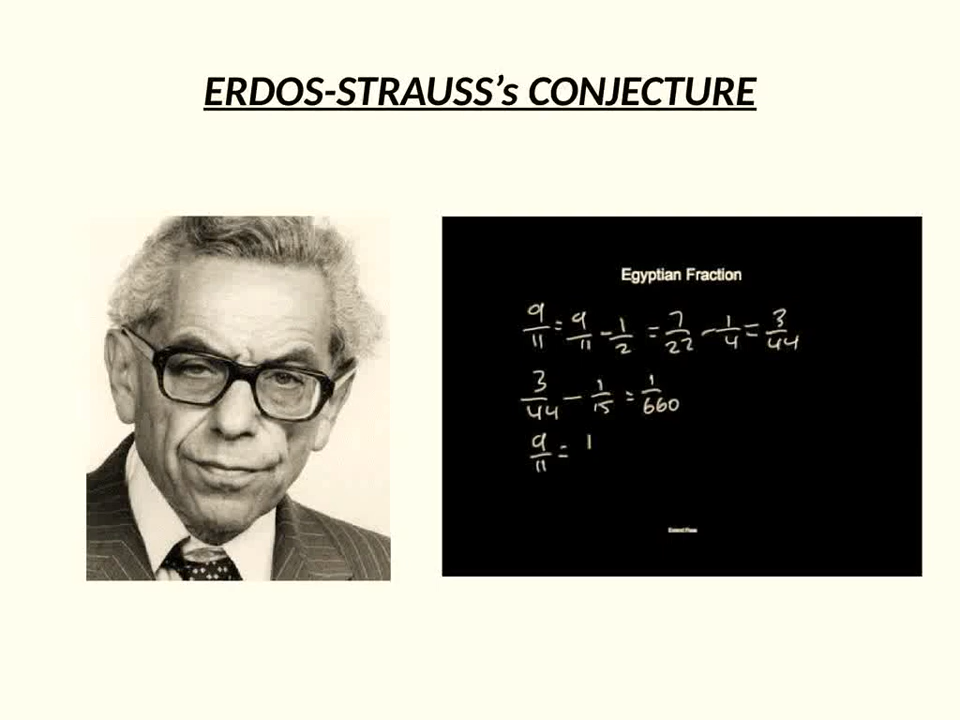 ERDOS-STRAUSS’s CONJECTURE
Egyptian Fraction
9/11 = 9/11 - 1/2 = 7/22 - 1/4 = 3/44
3/44 - 1/15 = 1/660
9/11 = 1